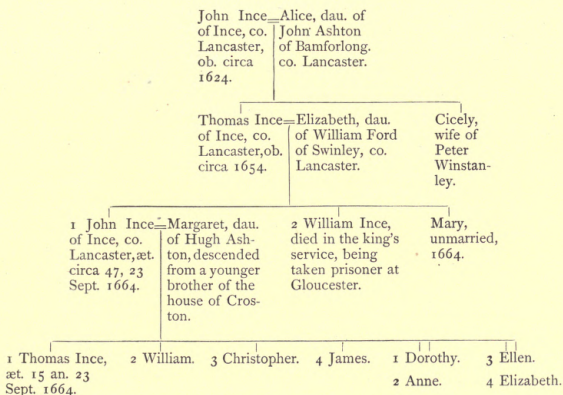 John Ince=Alice, dau. of
of Ince, co. John Ashton
Lancaster, of Bamforlong.
ob. circa co. Lancaster.
1624.
Thomas Ince=Elizabeth, dau.
of Ince, co. of William Ford
Lancaster, ob. of Swinley, co.
circa 1654. Lancaster.
Cicely,
wife of
Peter
Winstan-
ley.
1 John Ince=Margaret, dau.
of Ince, co. of Hugh Ash-
Lancaster, æt. ton, descended
circa 47, 23 from a younger
Sept. 1664. brother of the
house of Cros-
ton.
2 William Ince,
died in the king's
service, being
taken prisoner at
Gloucester.
Mary,
unmarried,
1664.
1 Thomas Ince,
æt. 15 an. 23
Sept. 1664.
2 William.
3 Christopher.
4 James.
1 Dorothy.
2 Anne.
3 Ellen.
4 Elizabeth.